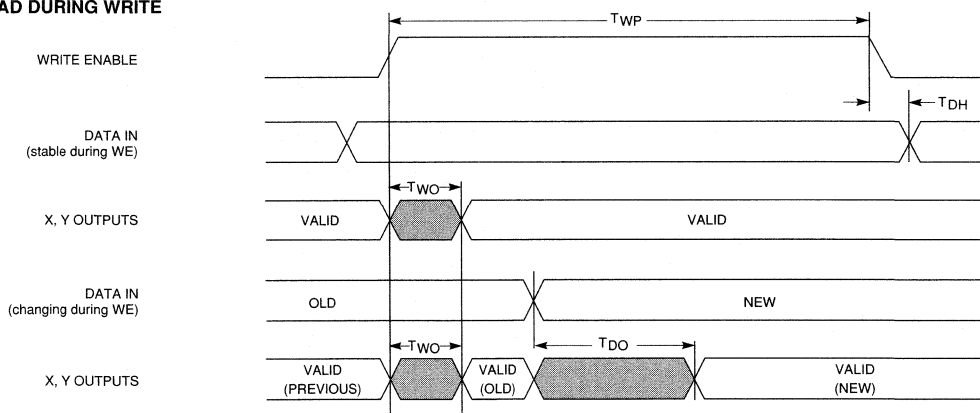 AD DURING WRITE
TWP
WRITE ENABLE
TDH
DATA IN
(stable during WE)
TWO
X, Y OUTPUTS
VALID
VALID
DATA IN
(changing during WE)
OLD
NEW
TWO
TDO
X, Y OUTPUTS
VALID
(PREVIOUS)
VALID
(OLD)
VALID
(NEW)